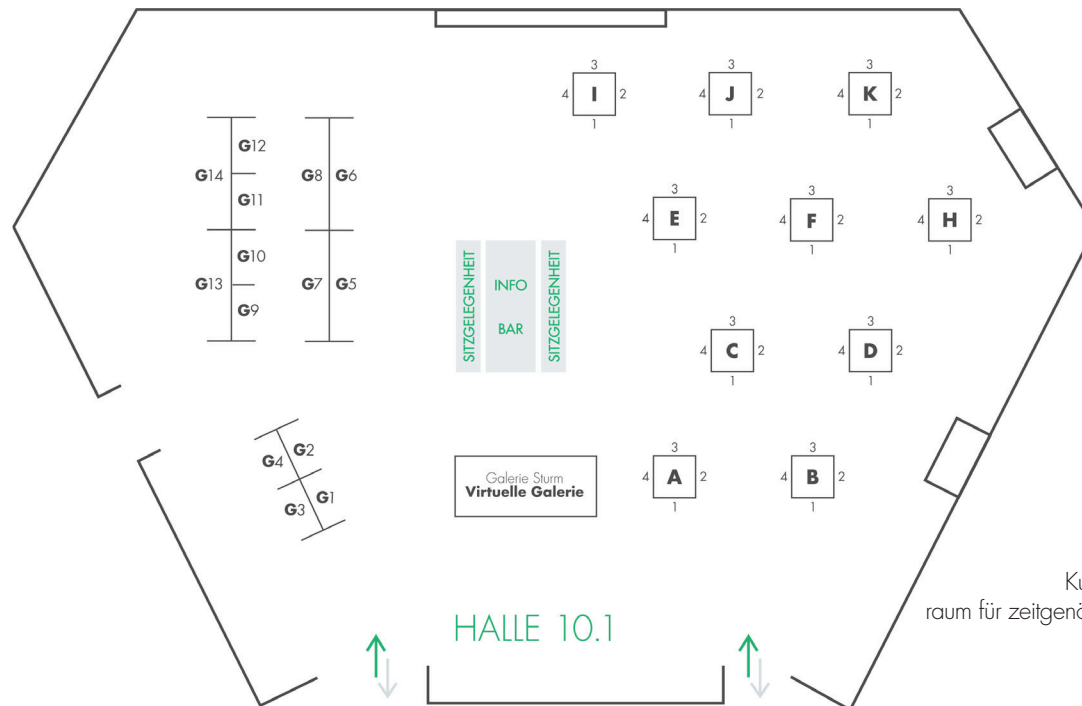 3
4 I 2
1
3
4 J 2
1
3
4 K 2
1
G12
G14
G11
G10
G13
G9
G8 G6
G7 G5
3
4 E 2
1
3
4 F 2
1
3
4 H 2
1
SITZGELEGENHEIT
INFO
BAR
SITZGELEGENHEIT
3
4 C 2
1
3
4 D 2
1
G2
G4
G1
G3
Galerie Sturm
Virtuelle Galerie
3
4 A 2
1
3
4 B 2
1
HALLE 10.1